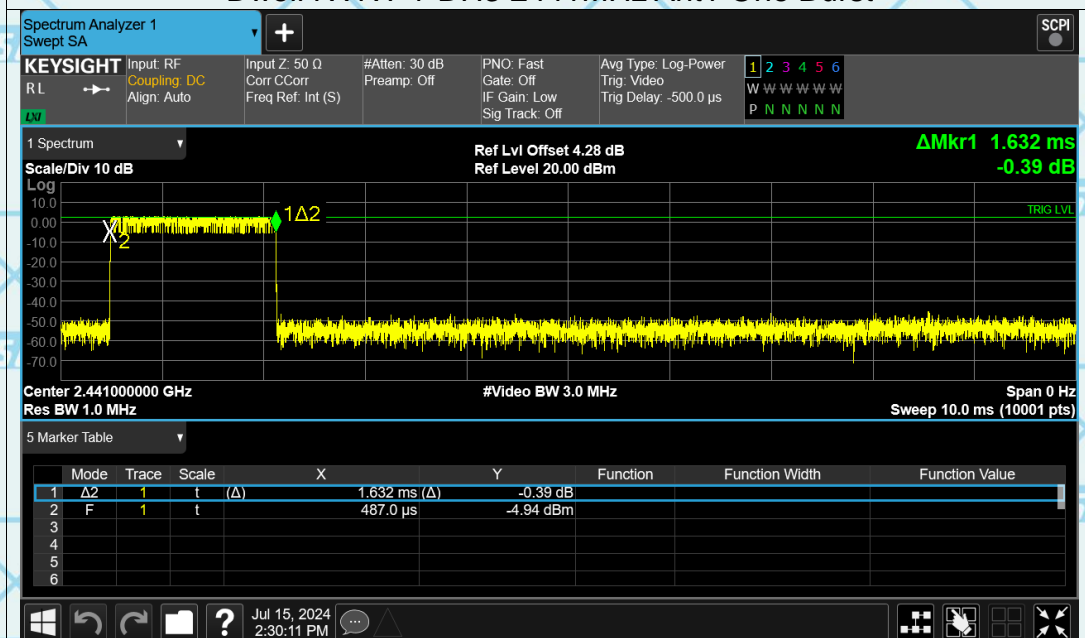 Spectrum Analyzer 1
Swept SA
+
SCPI
KEYSIGHT
RL
LXI
Input: RF
Coupling: DC
Align: Auto
Input Z: 50 Ω
Corr CCorr
Freq Ref: Int (S)
#Atten: 30 dB
Preamp: Off
PNO: Fast
Gate: Off
IF Gain: Low
Sig Track: Off
Avg Type: Log-Power
Trig: Video
Trig Delay: -500.0 µs
1 2 3 4 5 6
W W W W W W
P N N N N N
1 Spectrum
Scale/Div 10 dB
Ref Lvl Offset 4.28 dB
Ref Level 20.00 dBm
ΔMkr1 1.632 ms
-0.39 dB
Log
10.0
0.00
-10.0
-20.0
-30.0
-40.0
-50.0
-60.0
-70.0
1Δ2
2
TRIG LVL
Center 2.441000000 GHz
Res BW 1.0 MHz
#Video BW 3.0 MHz
Span 0 Hz
Sweep 10.0 ms (10001 pts)
5 Marker Table
Mode Trace Scale X Y Function Function Width Function Value
1 Δ2 1 t (Δ) 1.632 ms (Δ) -0.39 dB
2 F 1 t 487.0 µs -4.94 dBm
3
4
5
6
?
Jul 15, 2024
2:30:11 PM